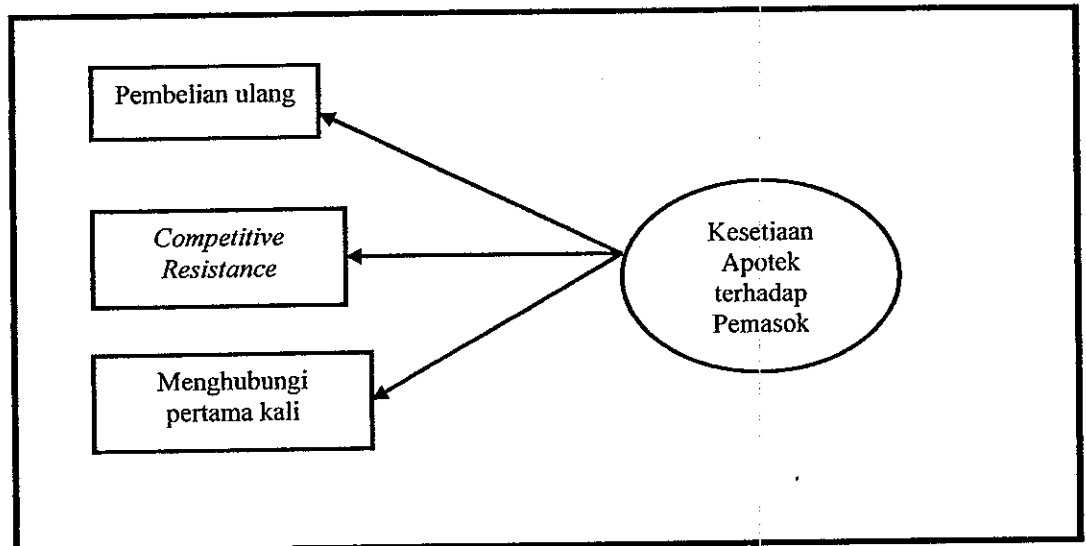 Pembelian ulang
Competitive
Resistance
Menghubungi
pertama kali
Kesetiaan
Apotek
terhadap
Pemasok